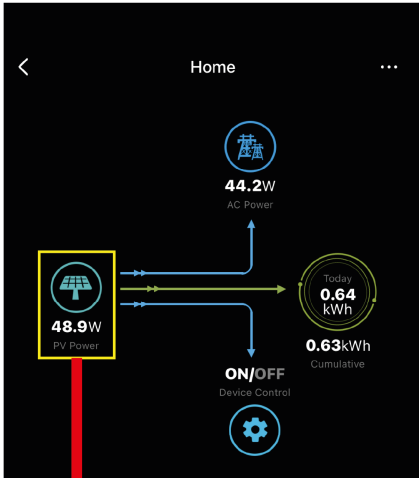 Home
44.2W
AC Power
48.9W
PV Power
Today
0.64
kWh
0.63kWh
Cumulative
ON/OFF
Device Control